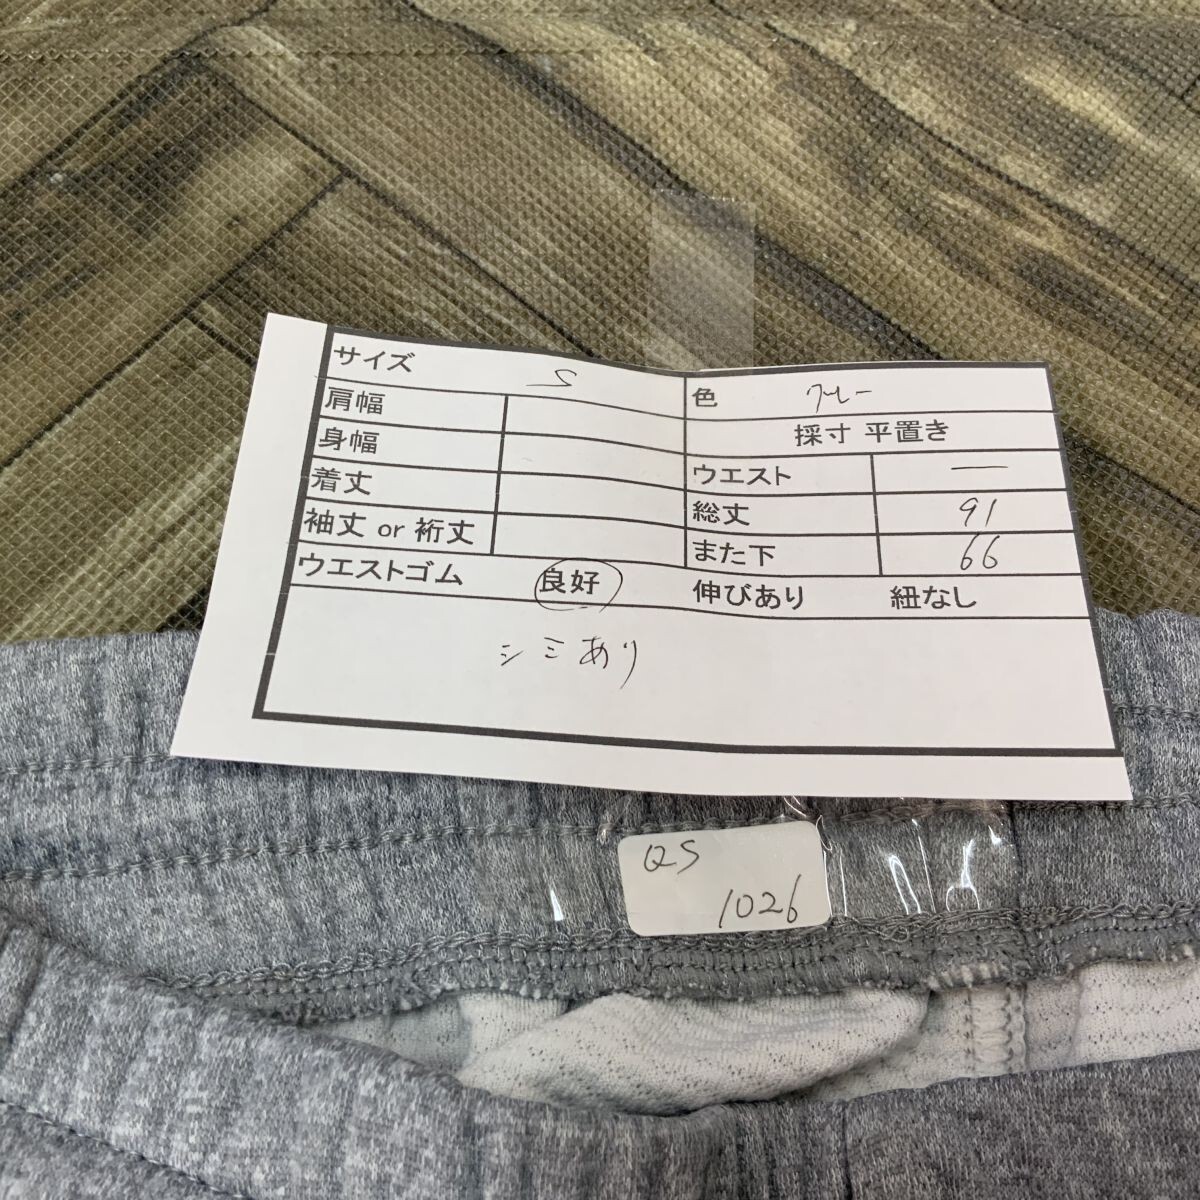 サイズ S
肩幅
身幅
着丈
袖丈 or 裄丈
色 グレー
採寸 平置き
ウエスト ー
総丈 91
また下 66
ウエストゴム 良好 伸びあり 紐なし
シミあり
QS
1026